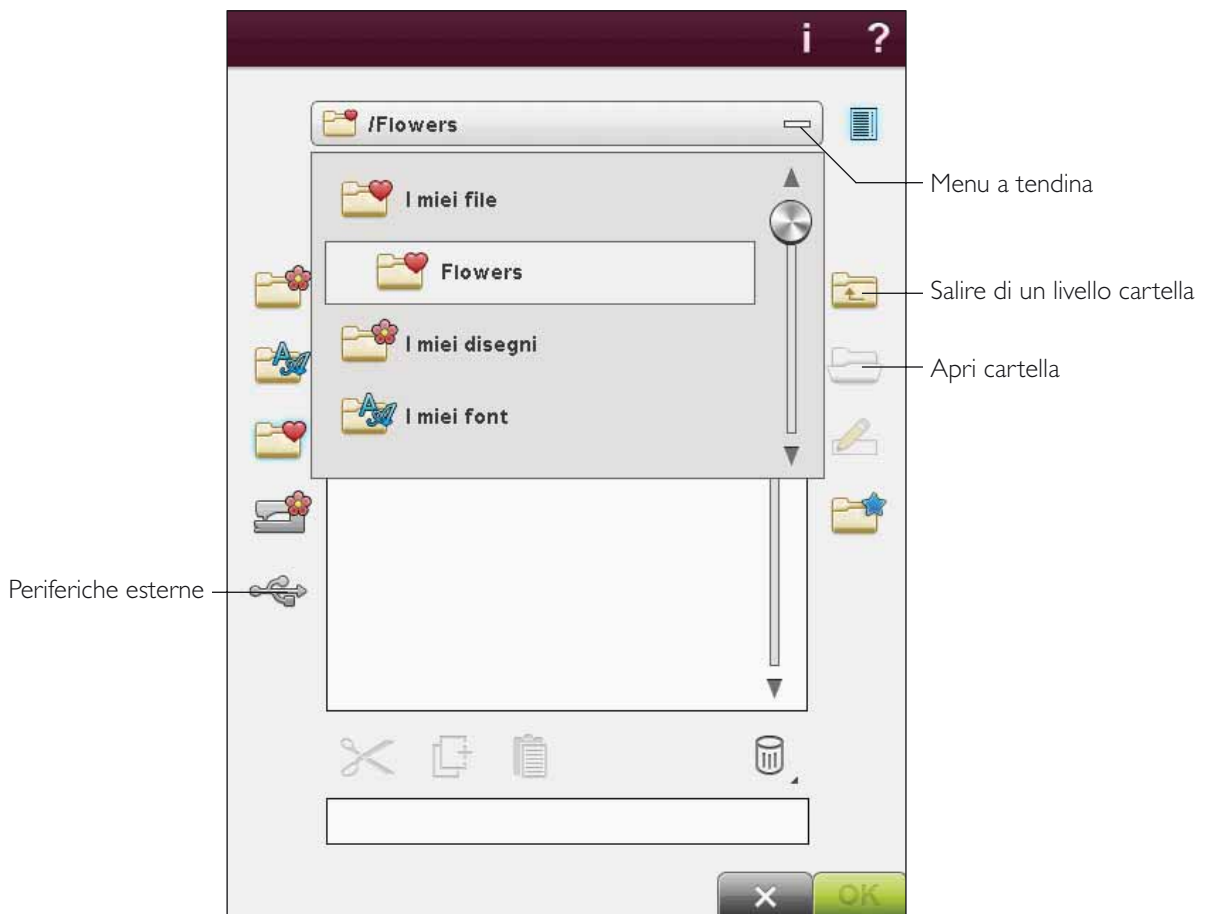 i ?
/Flowers
Menu a tendina
I miei file
Flowers
Salire di un livello cartella
I miei disegni
Apri cartella
I miei font
Periferiche esterne
OK